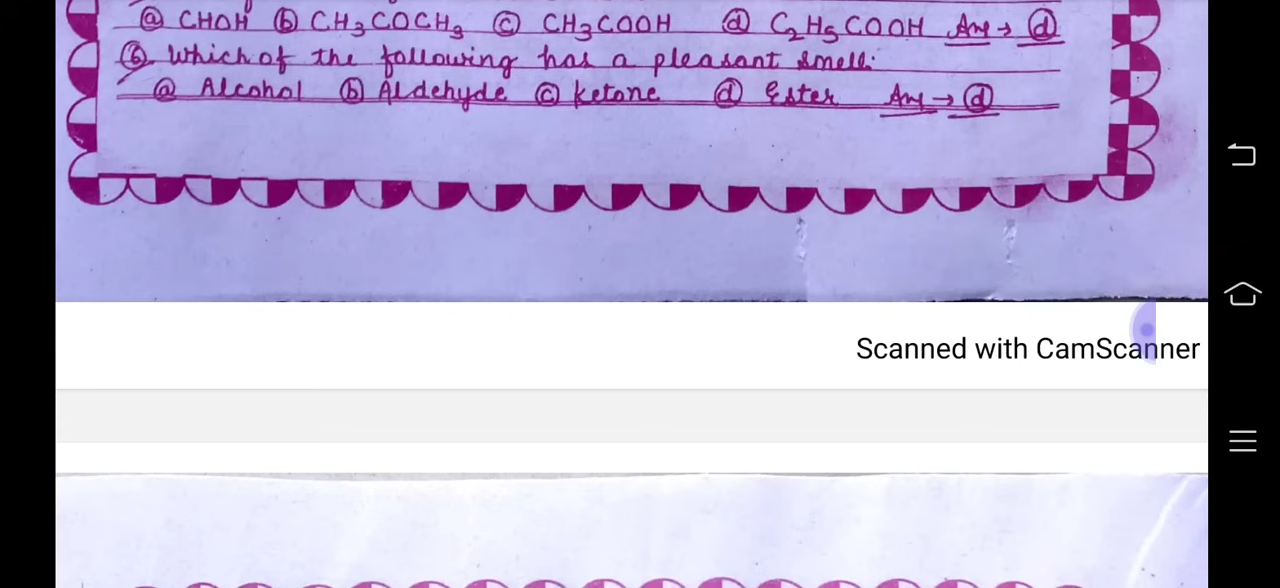 ⓐ CHOH ⓑ CH₃COCH₃ ⓒ CH₃COOH ⓓ C₂H₅COOH Ans → ⓓ
⑥ Which of the following has a pleasant smell:
ⓐ Alcohol ⓑ Aldehyde ⓒ Ketone ⓓ Ester Ans → ⓓ
Scanned with CamScanner